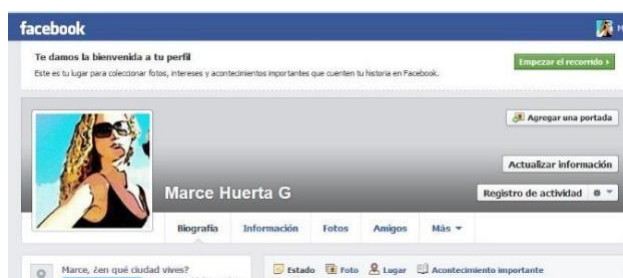 facebook
Te damos la bienvenida a tu perfil
Este es tu lugar para coleccionar fotos, intereses y acontecimientos importantes que cuenten tu historia en Facebook.
Empezar el recorrido
Agregar una portada
Actualizar información
Marce Huerta G
Registro de actividad
Biografía Información Fotos Amigos Más
Marce, ¿en qué ciudad vives?
Estado Foto Lugar Acontecimiento importante